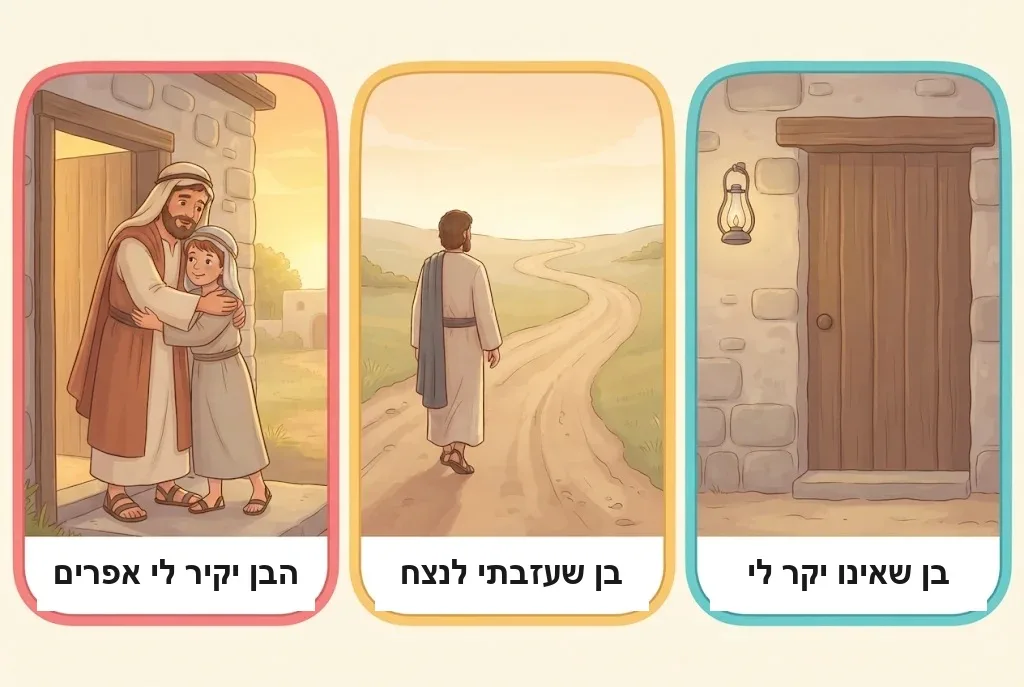 בן שאינו יקר לי
בן שעזבתי לנצח
הבן יקיר לי אפרים